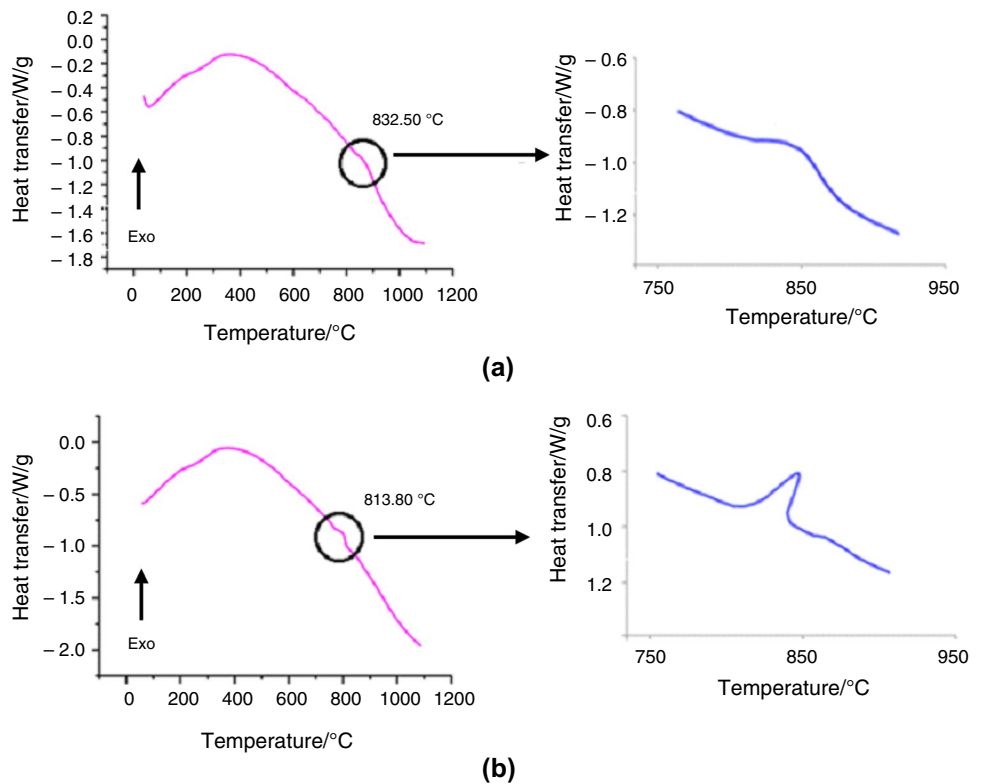 0.2
0.0
– 0.2
– 0.4
– 0.6
– 0.8
– 1.0
– 1.2
– 1.4
– 1.6
– 1.8
Heat transfer/W/g
Exo
832.50 °C
0 200 400 600 800 1000 1200
Temperature/°C
– 0.6
– 0.8
– 1.0
– 1.2
Heat transfer/W/g
750 850 950
Temperature/°C
(a)
0.0
– 0.5
– 1.0
– 1.5
– 2.0
Heat transfer/W/g
Exo
813.80 °C
0 200 400 600 800 1000 1200
Temperature/°C
0.6
0.8
1.0
1.2
Heat transfer/W/g
750 850 950
Temperature/°C
(b)